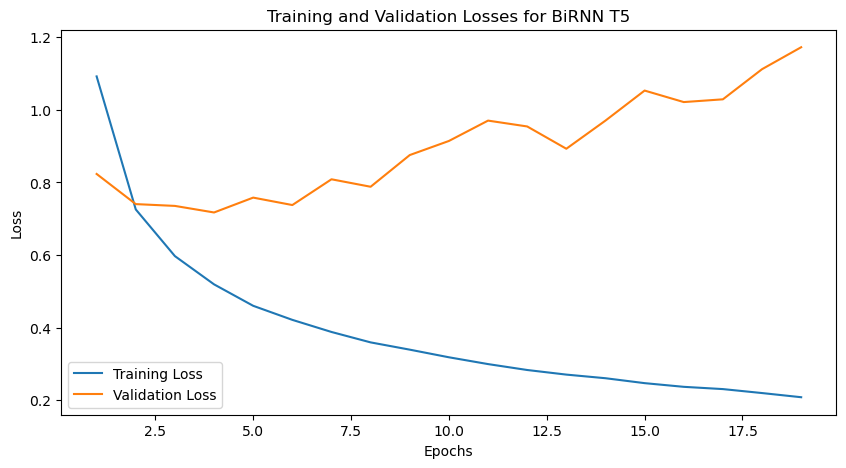 Training and Validation Losses for BiRNN T5
1.2
1.0
0.8
0.6
0.4
0.2
Loss
Training Loss
Validation Loss
2.5 5.0 7.5 10.0 12.5 15.0 17.5
Epochs